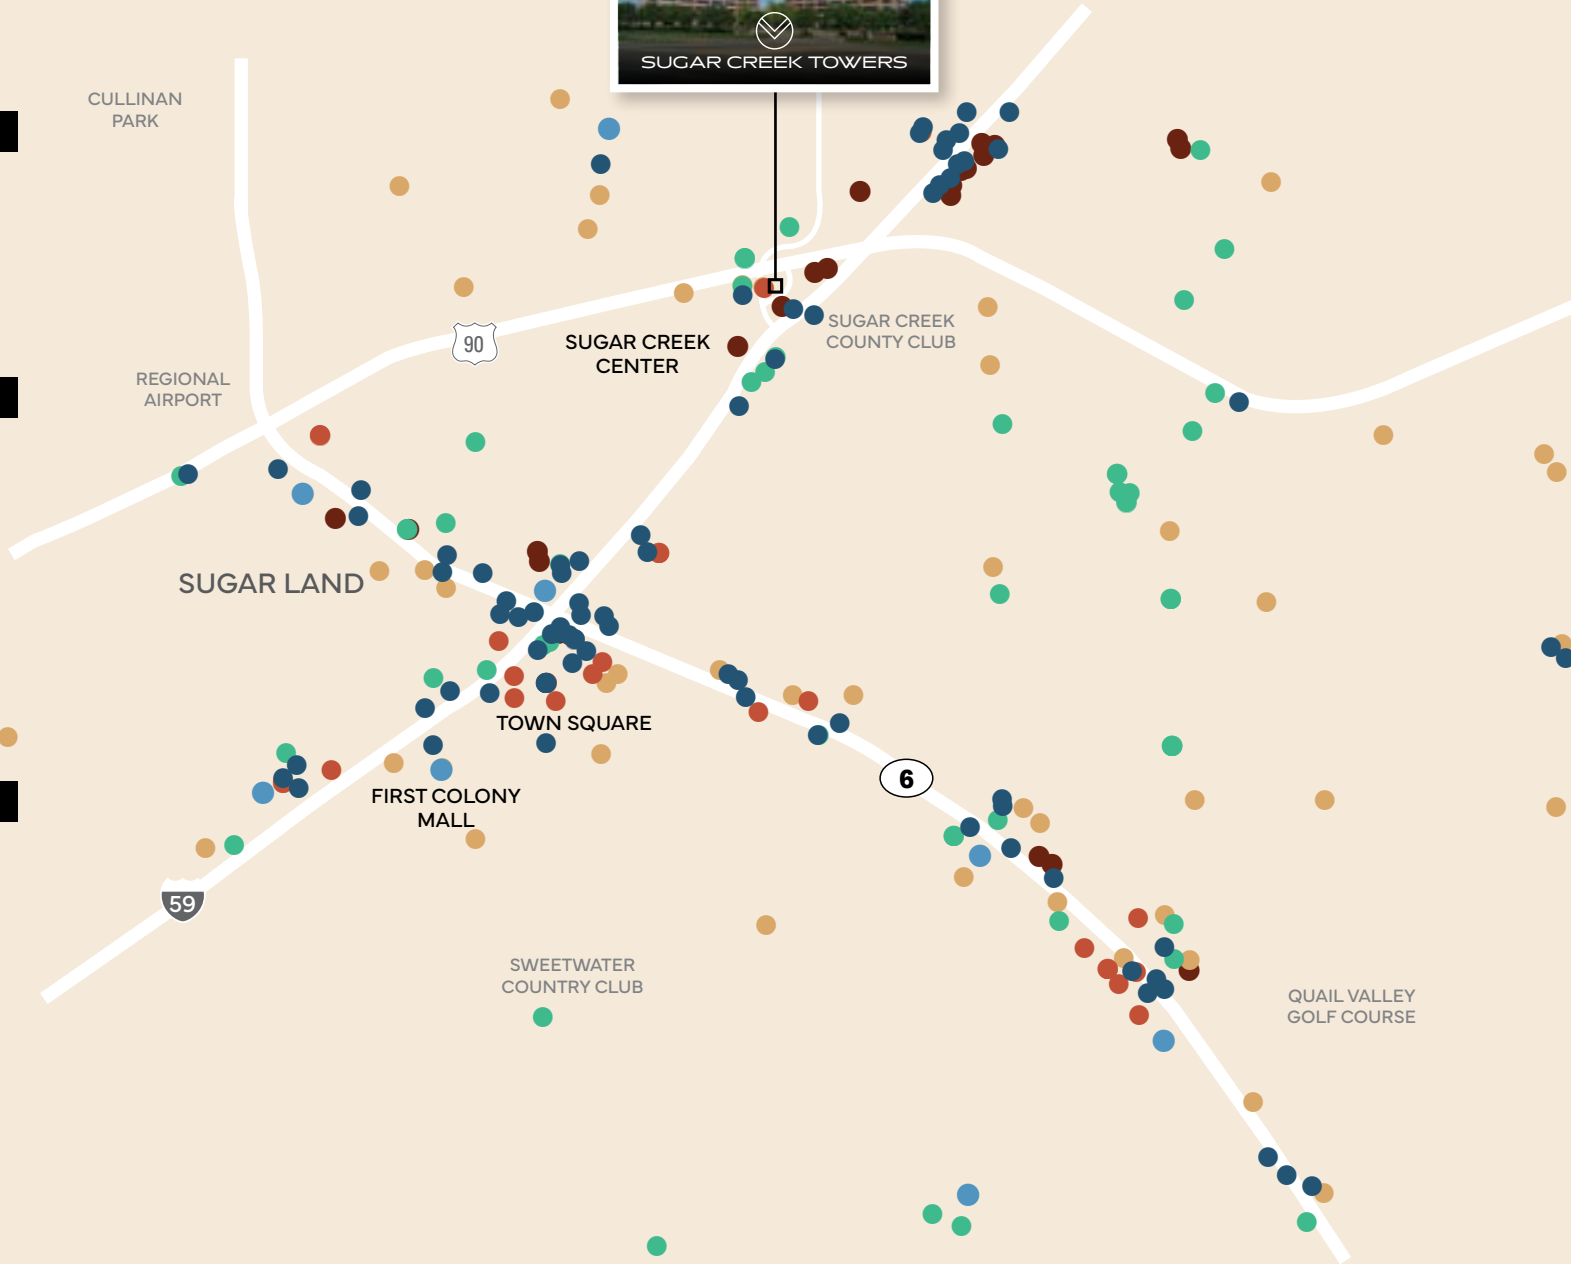 SUGAR CREEK TOWERS
CULLINAN
PARK
SUGAR CREEK
COUNTY CLUB
SUGAR CREEK
CENTER
90
REGIONAL
AIRPORT
SUGAR LAND
TOWN SQUARE
6
FIRST COLONY
MALL
59
SWEETWATER
COUNTRY CLUB
QUAIL VALLEY
GOLF COURSE